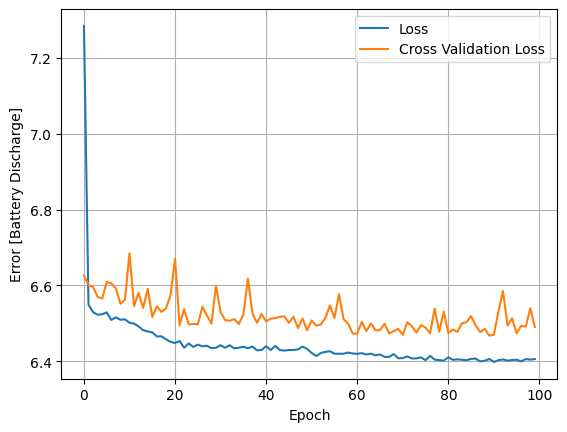 Loss
Cross Validation Loss
7.2
7.0
6.8
6.6
6.4
Error [Battery Discharge]
0 20 40 60 80 100
Epoch